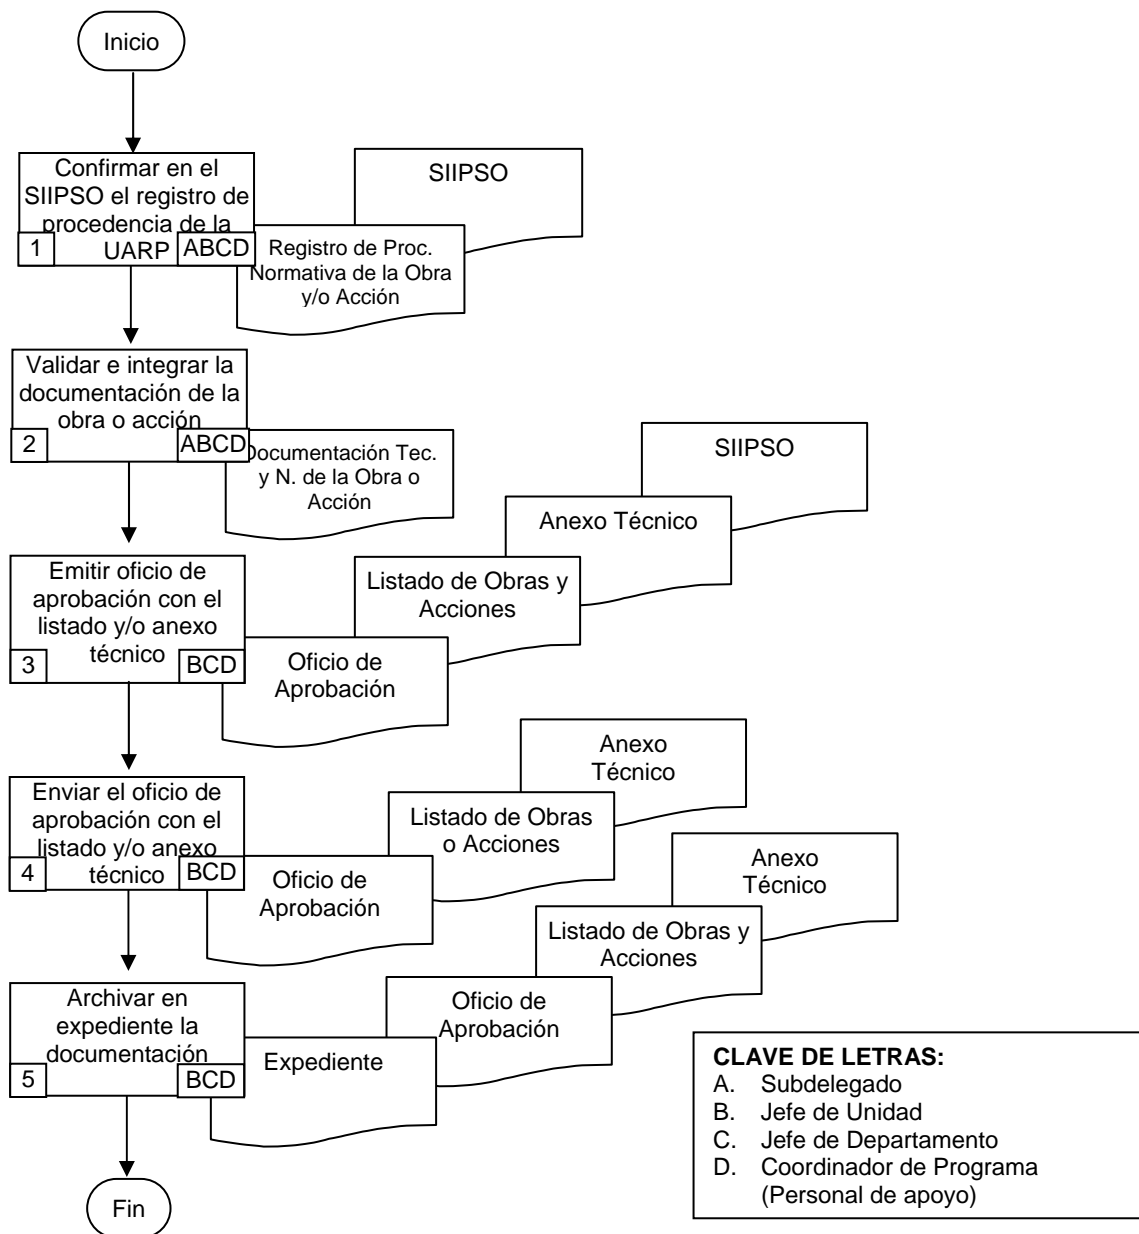 Inicio
Confirmar en el
SIIPSO el registro de
procedencia de la
UARP
1
ABCD
SIIPSO
Registro de Proc.
Normativa de la Obra
y/o Acción
Validar e integrar la
documentación de la
obra o acción
2
ABCD
Documentación Tec.
y N. de la Obra o
Acción
SIIPSO
Anexo Técnico
Listado de Obras y
Acciones
Oficio de
Aprobación
Emitir oficio de
aprobación con el
listado y/o anexo
técnico
3
BCD
Anexo
Técnico
Listado de Obras
o Acciones
Oficio de
Aprobación
Enviar el oficio de
aprobación con el
listado y/o anexo
técnico
4
BCD
Anexo
Técnico
Listado de Obras y
Acciones
Oficio de
Aprobación
Expediente
Archivar en
expediente la
documentación
5
BCD
Fin
CLAVE DE LETRAS:
A. Subdelegado
B. Jefe de Unidad
C. Jefe de Departamento
D. Coordinador de Programa
(Personal de apoyo)